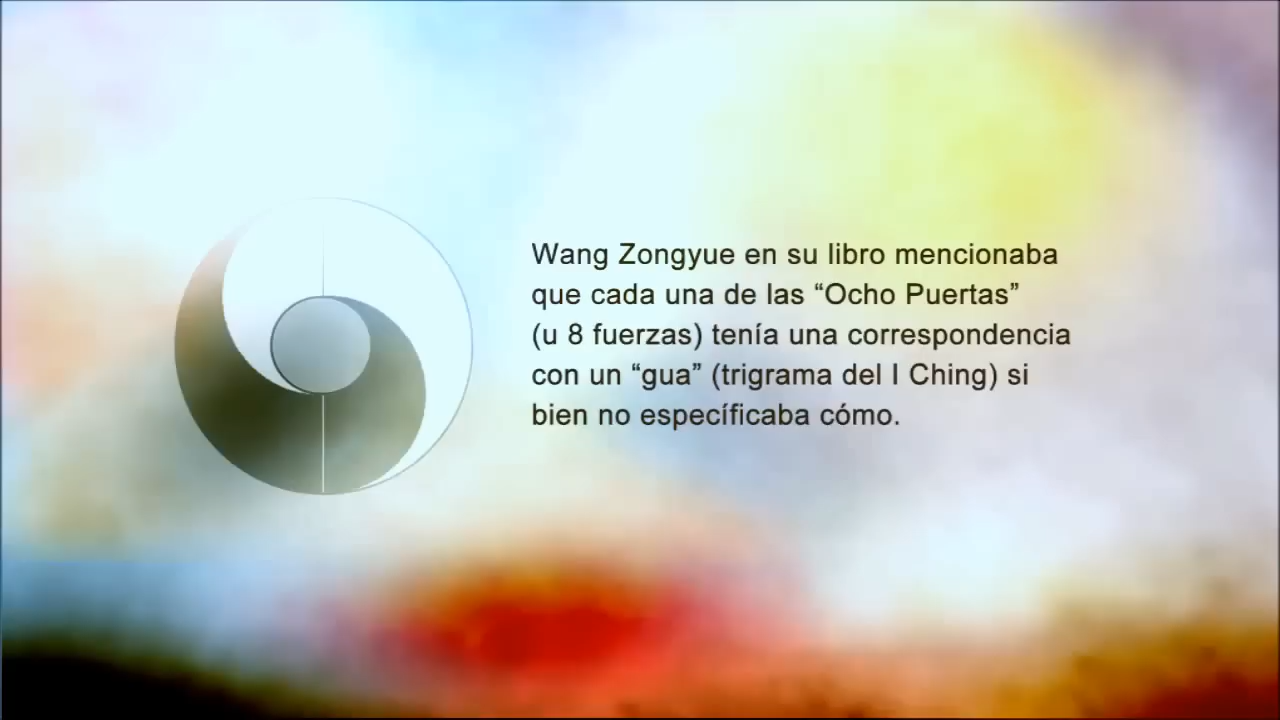 Wang Zongyue en su libro mencionaba
que cada una de las “Ocho Puertas”
(u 8 fuerzas) tenía una correspondencia
con un “gua” (trigrama del I Ching) si
bien no específicaba cómo.